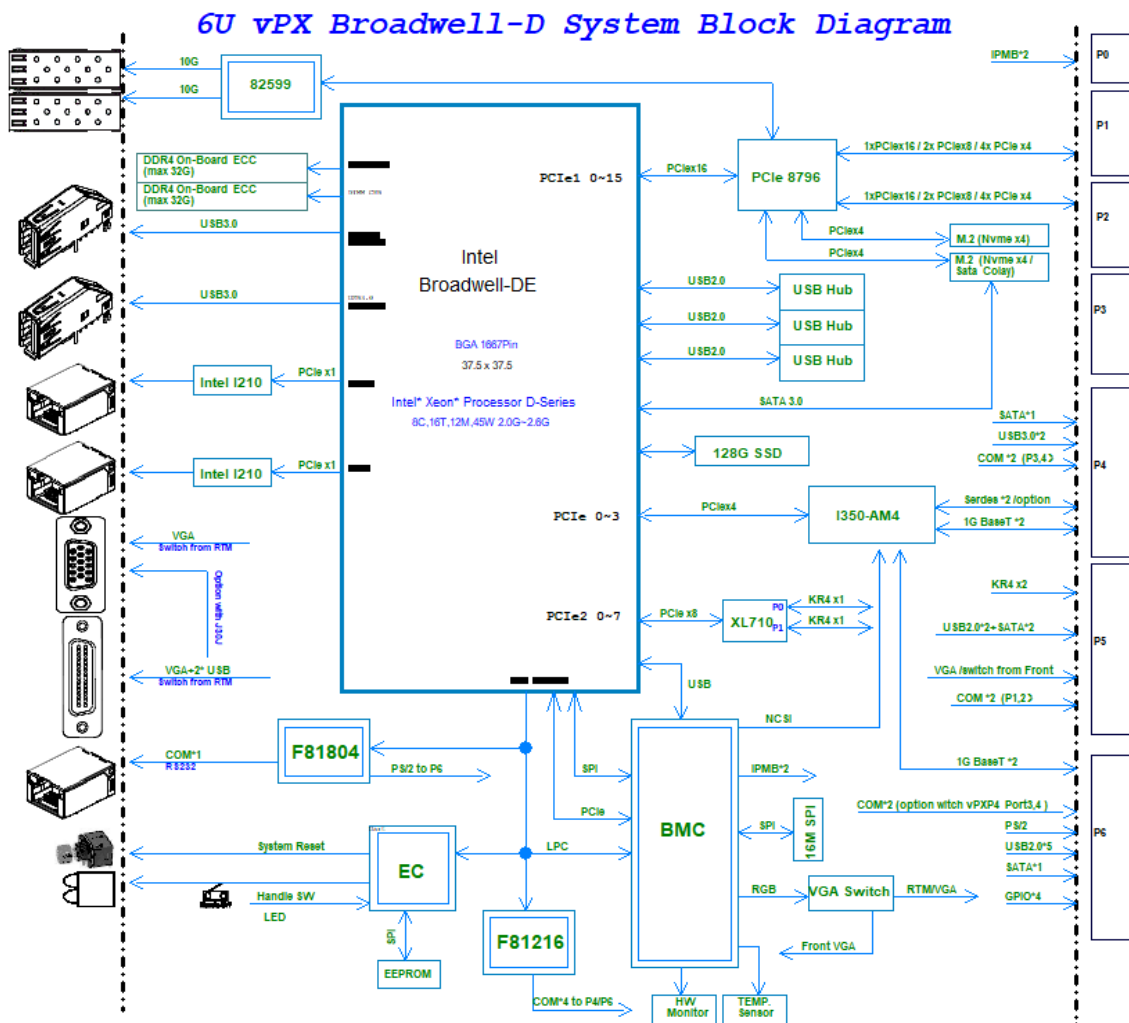 6U vPX Broadwell-D System Block Diagram
10G
10G
82599
DDR4 On-Board ECC
(max 32G)
DDR4 On-Board ECC
(max 32G)
USB3.0
USB3.0
Intel I210
PCIe x1
Intel I210
PCIe x1
VGA
Switch from RTM
Option with J30J
VGA+2* USB
Switch from RTM
COM*1
RS232
F81804
PS/2 to P6
System Reset
Handle SW
LED
EC
SPI
EEPROM
F81216
COM*4 to P4/P6
LPC
SPI
PCIe
Intel
Broadwell-DE
BGA 1667Pin
37.5 x 37.5
Intel* Xeon* Processor D-Series
8C,16T,12M,45W 2.0G~2.6G
PCIe1 0~15
PCIe 0~3
PCIe2 0~7
PCIex16
PCIe 8796
1xPCIex16 / 2x PCIex8 / 4x PCIe x4
1xPCIex16 / 2x PCIex8 / 4x PCIe x4
PCIex4
PCIex4
M.2 (Nvme x4)
M.2 (Nvme x4 /
Sata Colay)
USB2.0
USB Hub
USB2.0
USB Hub
USB2.0
USB Hub
SATA 3.0
128G SSD
PCIex4
I350-AM4
Serdes *2 /option
1G BaseT *2
PCIe x8
XL710
P0
P1
KR4 x1
KR4 x1
USB
NCSI
BMC
IPMB*2
SPI
16M SPI
RGB
VGA Switch
RTM/VGA
Front VGA
HW
Monitor
TEMP.
Sensor
IPMB*2
P0
P1
P2
P3
SATA*1
USB3.0*2
COM *2 (P3,4)
P4
KR4 x2
USB2.0*2+SATA*2
VGA /switch from Front
COM *2 (P1,2)
P5
1G BaseT *2
COM*2 (option witch vPXP4 Port3,4 )
PS/2
USB2.0*5
SATA*1
GPIO*4
P6